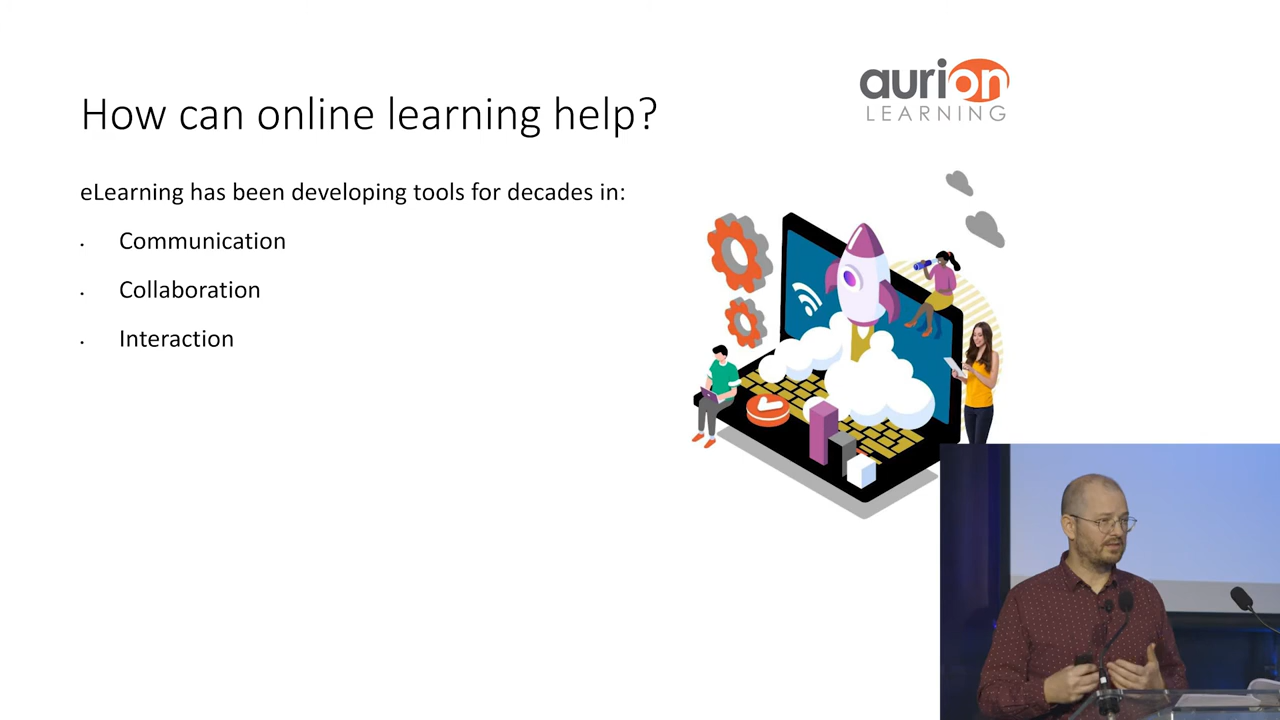 aurion
LEARNING
How can online learning help?
eLearning has been developing tools for decades in:
• Communication
• Collaboration
• Interaction